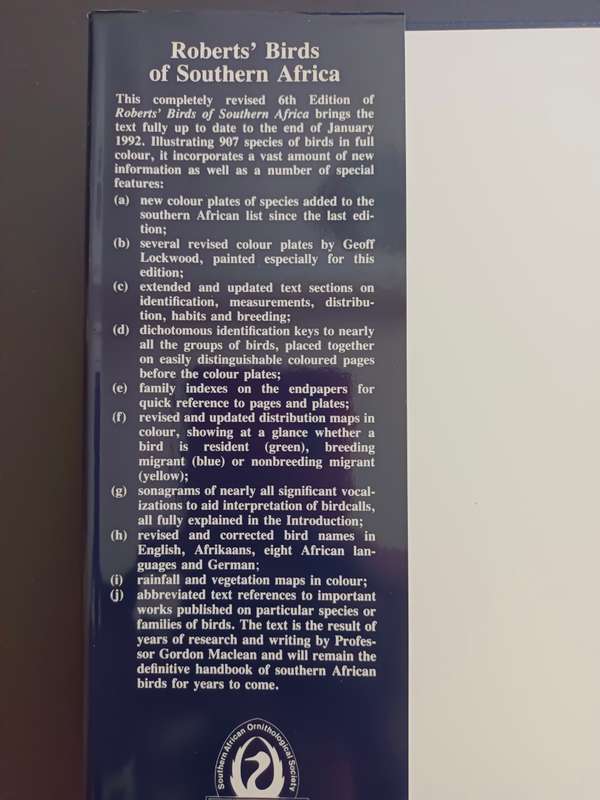 Roberts' Birds
of Southern Africa
This completely revised 6th Edition of
Roberts' Birds of Southern Africa brings the
text fully up to date to the end of January
1992. Illustrating 907 species of birds in full
colour, it incorporates a vast amount of new
information as well as a number of special
features:
(a) new colour plates of species added to the
southern African list since the last edi-
tion;
(b) several revised colour plates by Geoff
Lockwood, painted especially for this
edition;
(c) extended and updated text sections on
identification, measurements, distribu-
tion, habits and breeding;
(d) dichotomous identification keys to nearly
all the groups of birds, placed together
on easily distinguishable coloured pages
before the colour plates;
(e) family indexes on the endpapers for
quick reference to pages and plates;
(f) revised and updated distribution maps in
colour, showing at a glance whether a
bird is resident (green), breeding
migrant (blue) or nonbreeding migrant
(yellow);
(g) sonagrams of nearly all significant vocal-
izations to aid interpretation of birdcalls,
all fully explained in the Introduction;
(h) revised and corrected bird names in
English, Afrikaans, eight African lan-
guages and German;
(i) rainfall and vegetation maps in colour;
(j) abbreviated text references to important
works published on particular species or
families of birds. The text is the result of
years of research and writing by Profes-
sor Gordon Maclean and will remain the
definitive handbook of southern African
birds for years to come.
Southern African Ornithological Society